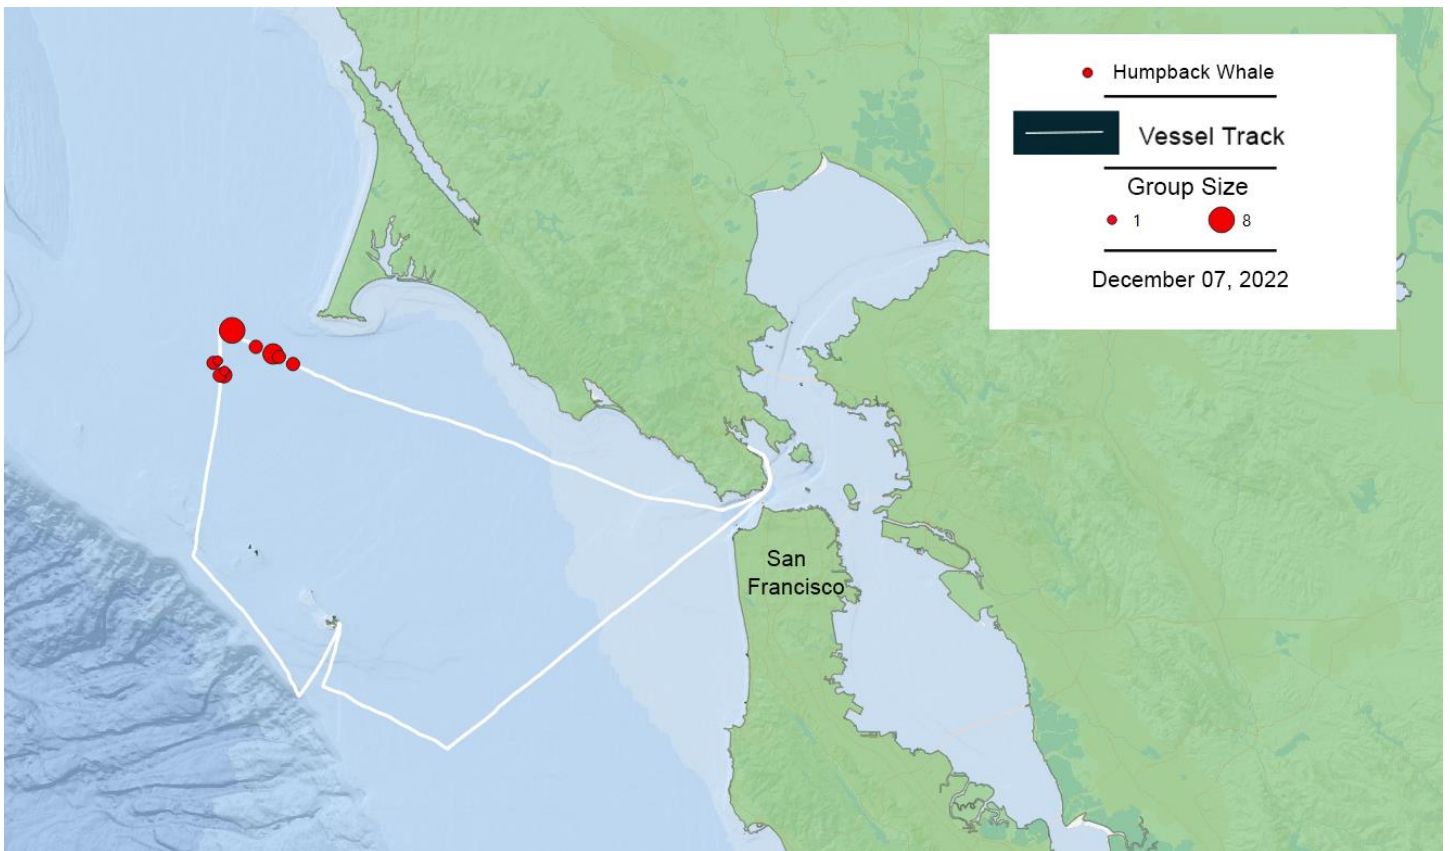 Humpback Whale
Vessel Track
Group Size
1 8
December 07, 2022
San
Francisco